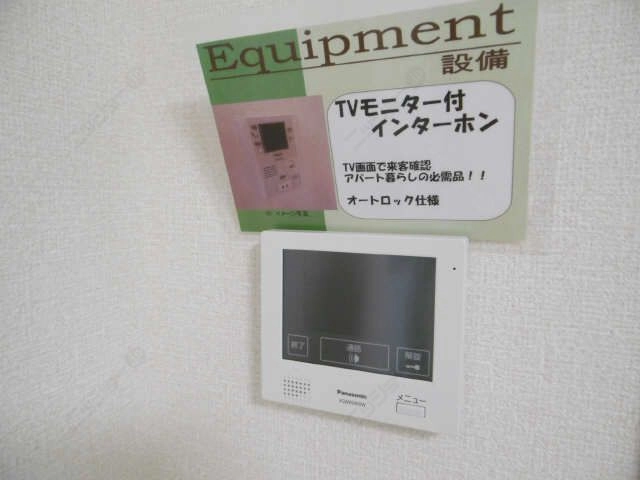 Equipment
設備
TVモニター付
インターホン
TV画面で来客確認
アパート暮らしの必需品！！
オートロック仕様
終了
通話
解錠
Panasonic
メニュー